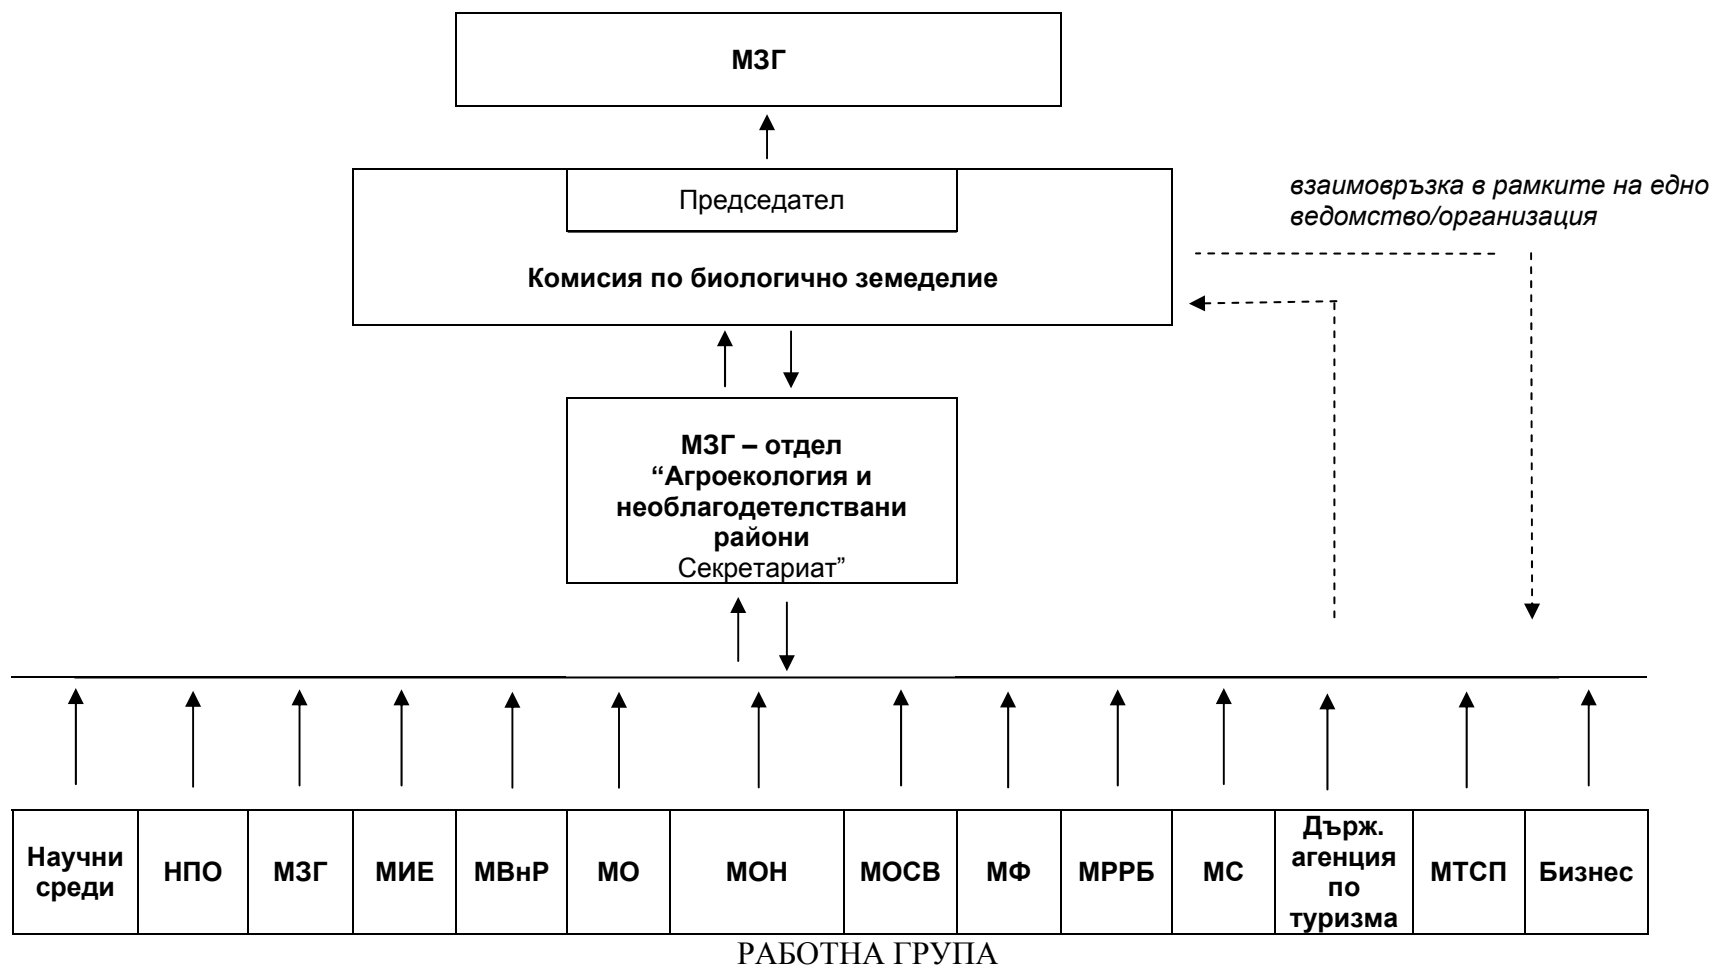 МЗГ
Председател
взаимовръзка в рамките на едно
ведомство/организация
Комисия по биологично земеделие
МЗГ – отдел
“Агроекология и
необлагодетелствани
райони
Секретариат”
Научни
среди
НПО
МЗГ
МИЕ
МВнР
МО
МОН
МОСВ
МФ
МРРБ
МС
Държ.
агенция
по
туризма
МТСП
Бизнес
РАБОТНА ГРУПА